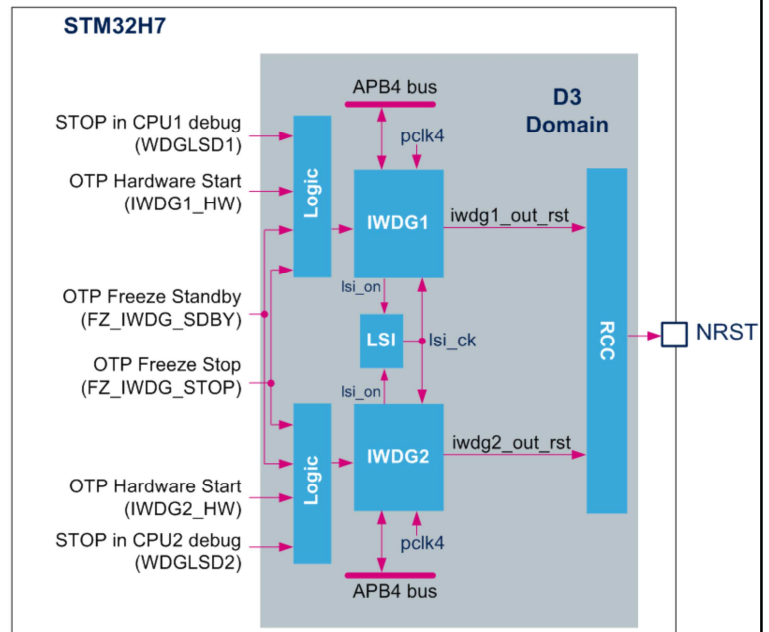 STM32H7
APB4 bus
D3
Domain
STOP in CPU1 debug
(WDGLSD1)
pclk4
OTP Hardware Start
(IWDG1_HW)
Logic
IWDG1
iwdg1_out_rst
lsi_on
OTP Freeze Standby
(FZ_IWDG_SDBY)
LSI
lsi_ck
RCC
NRST
OTP Freeze Stop
(FZ_IWDG_STOP)
lsi_on
Logic
IWDG2
iwdg2_out_rst
OTP Hardware Start
(IWDG2_HW)
STOP in CPU2 debug
(WDGLSD2)
pclk4
APB4 bus